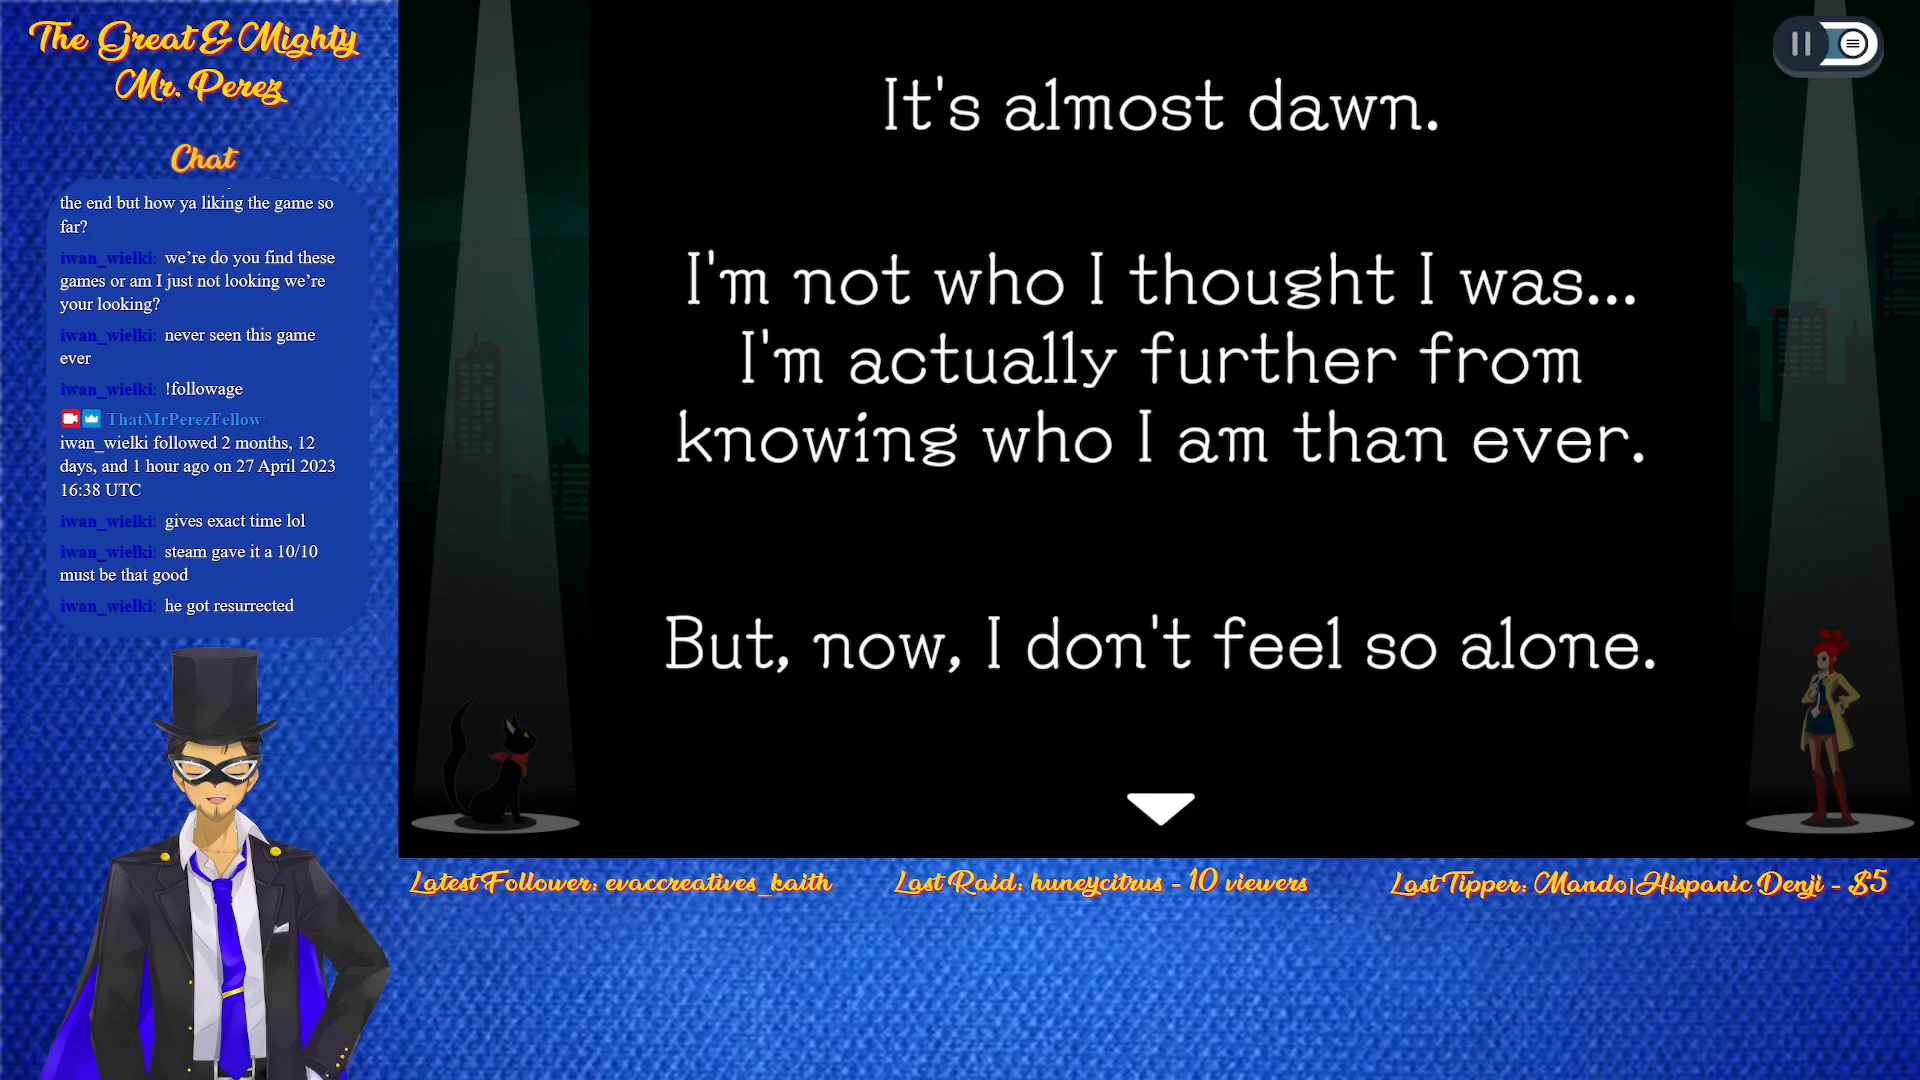 The Great & Mighty
Mr. Perez
Chat
the end but how ya liking the game so
far?
iwan_wielki: we’re do you find these
games or am I just not looking we’re
your looking?
iwan_wielki: never seen this game
ever
iwan_wielki: !followage
ThatMrPerezFellow:
iwan_wielki followed 2 months, 12
days, and 1 hour ago on 27 April 2023
16:38 UTC
iwan_wielki: gives exact time lol
iwan_wielki: steam gave it a 10/10
must be that good
iwan_wielki: he got resurrected
It's almost dawn.
I'm not who I thought I was...
I'm actually further from
knowing who I am than ever.
But, now, I don't feel so alone.
Latest Follower: evaccreatives_kaith
Last Raid: huneycitrus - 10 viewers
Last Tipper: Mando|Hispanic Denji - $5